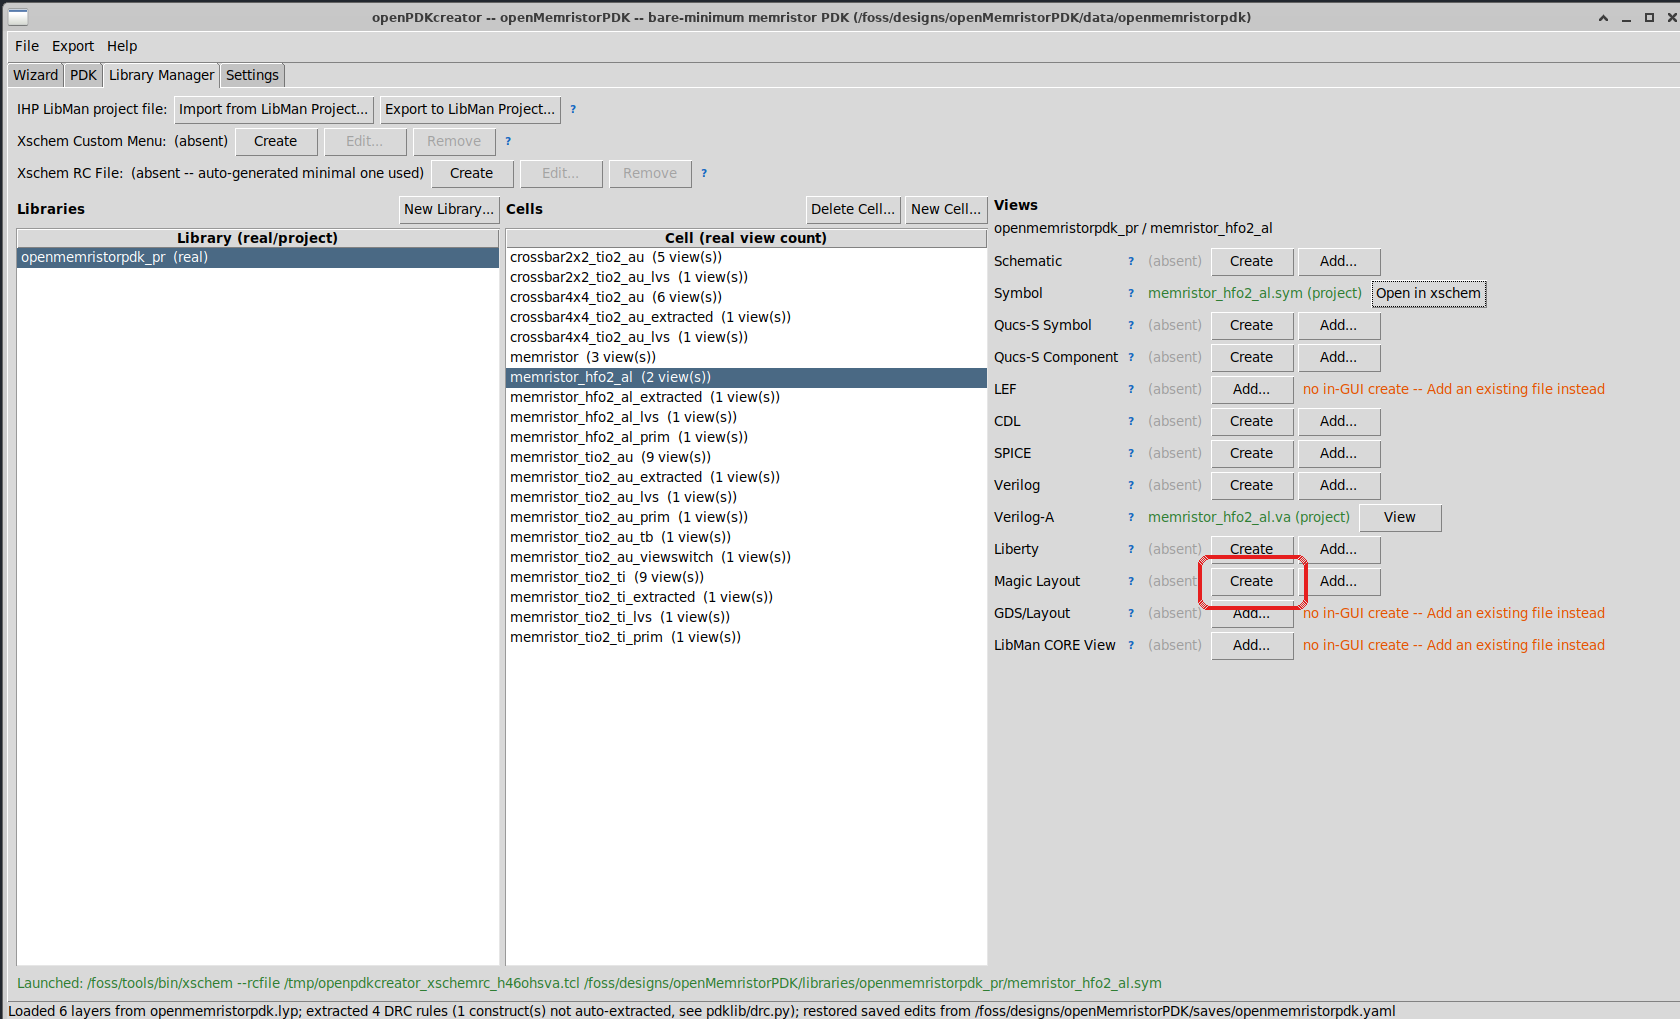 openPDKcreator -- openMemristorPDK -- bare-minimum memristor PDK (/foss/designs/openMemristorPDK/data/openmemristorpdk)
File Export Help
Wizard PDK Library Manager Settings
IHP LibMan project file: Import from LibMan Project... Export to LibMan Project... ?
Xschem Custom Menu: (absent) Create Edit... Remove ?
Xschem RC File: (absent -- auto-generated minimal one used) Create Edit... Remove ?
Libraries New Library...
Library (real/project)
openmemristorpdk_pr (real)
Cells Delete Cell... New Cell...
Cell (real view count)
crossbar2x2_tio2_au (5 view(s))
crossbar2x2_tio2_au_lvs (1 view(s))
crossbar4x4_tio2_au (6 view(s))
crossbar4x4_tio2_au_extracted (1 view(s))
crossbar4x4_tio2_au_lvs (1 view(s))
memristor (3 view(s))
memristor_hfo2_al (2 view(s))
memristor_hfo2_al_extracted (1 view(s))
memristor_hfo2_al_lvs (1 view(s))
memristor_hfo2_al_prim (1 view(s))
memristor_tio2_au (9 view(s))
memristor_tio2_au_extracted (1 view(s))
memristor_tio2_au_lvs (1 view(s))
memristor_tio2_au_prim (1 view(s))
memristor_tio2_au_tb (1 view(s))
memristor_tio2_au_viewswitch (1 view(s))
memristor_tio2_ti (9 view(s))
memristor_tio2_ti_extracted (1 view(s))
memristor_tio2_ti_lvs (1 view(s))
memristor_tio2_ti_prim (1 view(s))
Views
openmemristorpdk_pr / memristor_hfo2_al
Schematic ? (absent) Create Add...
Symbol ? memristor_hfo2_al.sym (project) Open in xschem
Qucs-S Symbol ? (absent) Create Add...
Qucs-S Component ? (absent) Create Add...
LEF ? (absent) Add... no in-GUI create -- Add an existing file instead
CDL ? (absent) Create Add...
SPICE ? (absent) Create Add...
Verilog ? (absent) Create Add...
Verilog-A ? memristor_hfo2_al.va (project) View
Liberty ? (absent) Create Add...
Magic Layout ? (absent Create Add...
GDS/Layout ? (absent) Add... no in-GUI create -- Add an existing file instead
LibMan CORE View ? (absent) Add... no in-GUI create -- Add an existing file instead
Launched: /foss/tools/bin/xschem --rcfile /tmp/openpdkcreator_xschemrc_h46ohsva.tcl /foss/designs/openMemristorPDK/libraries/openmemristorpdk_pr/memristor_hfo2_al.sym
Loaded 6 layers from openmemristorpdk.lyp; extracted 4 DRC rules (1 construct(s) not auto-extracted, see pdklib/drc.py); restored saved edits from /foss/designs/openMemristorPDK/saves/openmemristorpdk.yaml